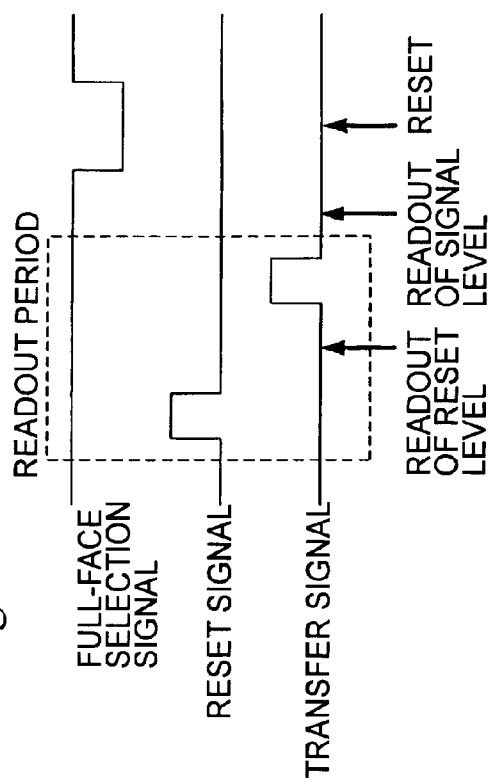 READOUT PERIOD
FULL-FACE
SELECTION
SIGNAL
RESET SIGNAL
TRANSFER SIGNAL
READOUT
OF RESET
LEVEL
READOUT
OF SIGNAL
LEVEL
RESET